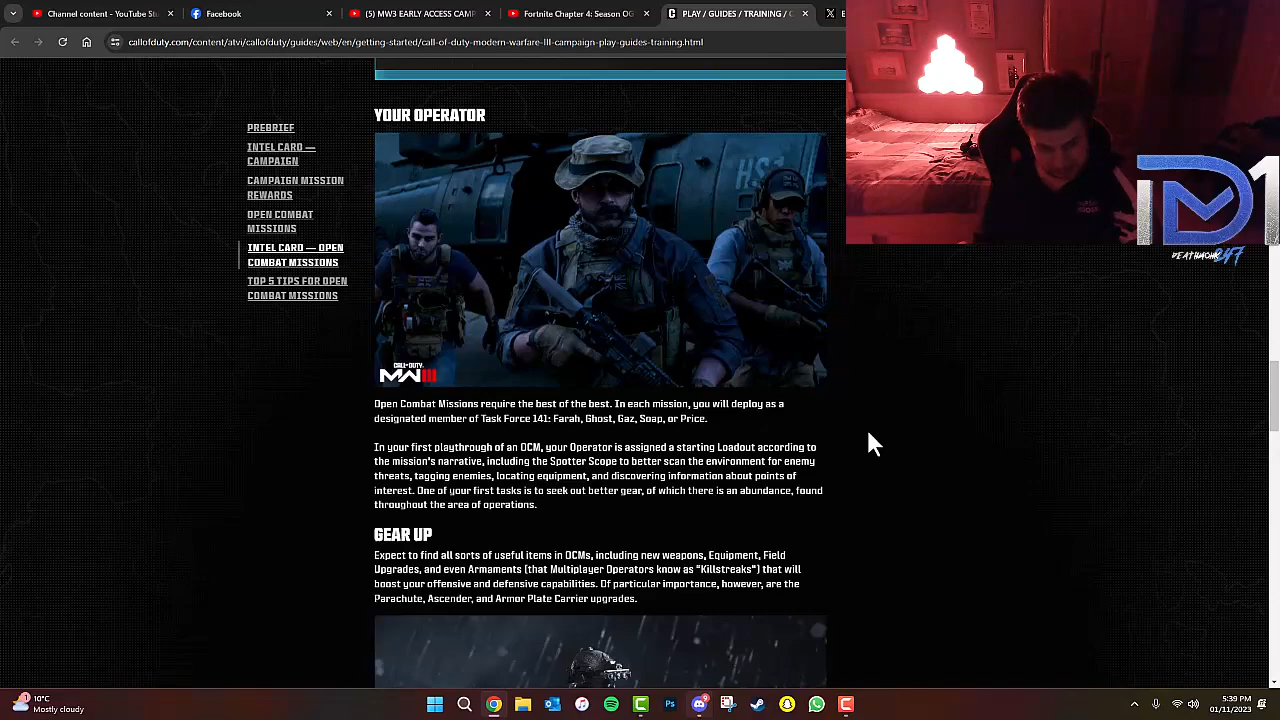 Channel content - YouTube Stu
Facebook
(5) MW3 EARLY ACCESS CAMP
Fortnite Chapter 4: Season OG
PLAY / GUIDES / TRAINING / C
callofduty.com/atvi/callofduty/guides/web/en/getting-started/call-of-duty-modern-warfare-III-campaign-play-guides-training.html
PREBRIEF
INTEL CARD —
CAMPAIGN
CAMPAIGN MISSION
REWARDS
OPEN COMBAT
MISSIONS
INTEL CARD — OPEN
COMBAT MISSIONS
TOP 5 TIPS FOR OPEN
COMBAT MISSIONS
YOUR OPERATOR
HS1
CALL OF DUTY
MWIII
Open Combat Missions require the best of the best. In each mission, you will deploy as a
designated member of Task Force 141: Farah, Ghost, Gaz, Soap, or Price.
In your first playthrough of an OCM, your Operator is assigned a starting Loadout according to
the mission's narrative, including the Spotter Scope to better scan the environment for enemy
threats, tagging enemies, locating equipment, and discovering information about points of
interest. One of your first tasks is to seek out better gear, of which there is an abundance, found
throughout the area of operations.
GEAR UP
Expect to find all sorts of useful items in OCMs, including new weapons, Equipment, Field
Upgrades, and even Armaments (that Multiplayer Operators know as "Killstreaks") that will
boost your offensive and defensive capabilities. Of particular importance, however, are the
Parachute, Ascender, and Armor Plate Carrier upgrades.
DM1
247
10°C
Mostly cloudy
5:39 PM
01/11/2023